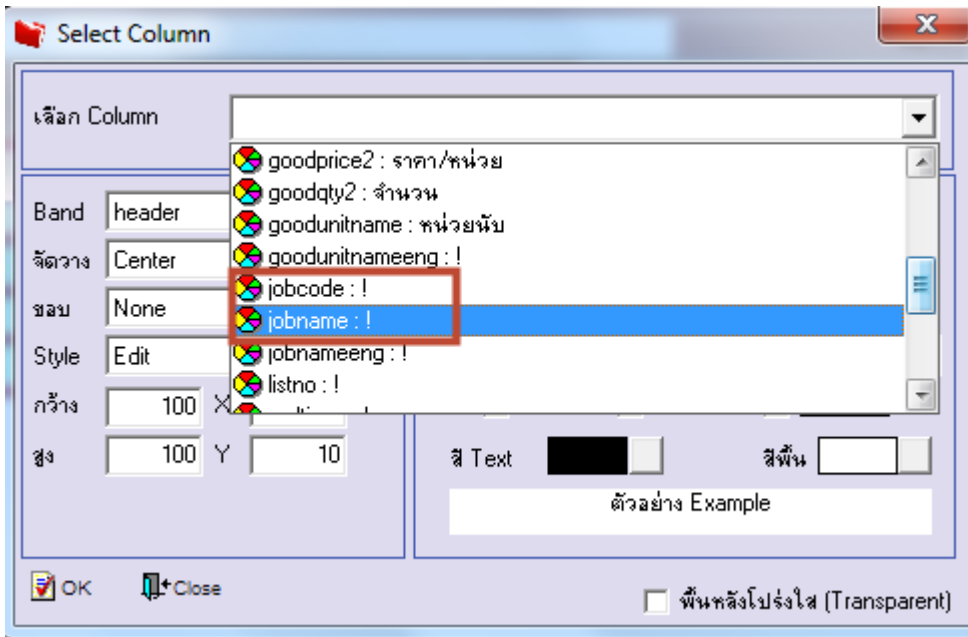 Select Column
เลือก Column
goodprice2 : ราคา/หน่วย
goodqty2 : จำนวน
goodunitname : หน่วยนับ
goodunitnameeng : !
jobcode : !
jobname : !
jobnameeng : !
listno : !
Band header
จัดวาง Center
ขอบ None
Style Edit
กว้าง 100 X
สูง 100 Y 10
สี Text
สีพื้น
ตัวอย่าง Example
OK Close
พื้นหลังโปร่งใส (Transparent)